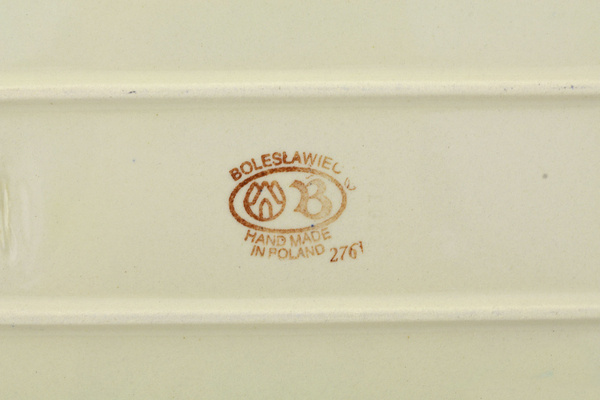 BOLESŁAWIEC
B
HAND MADE
IN POLAND
2761